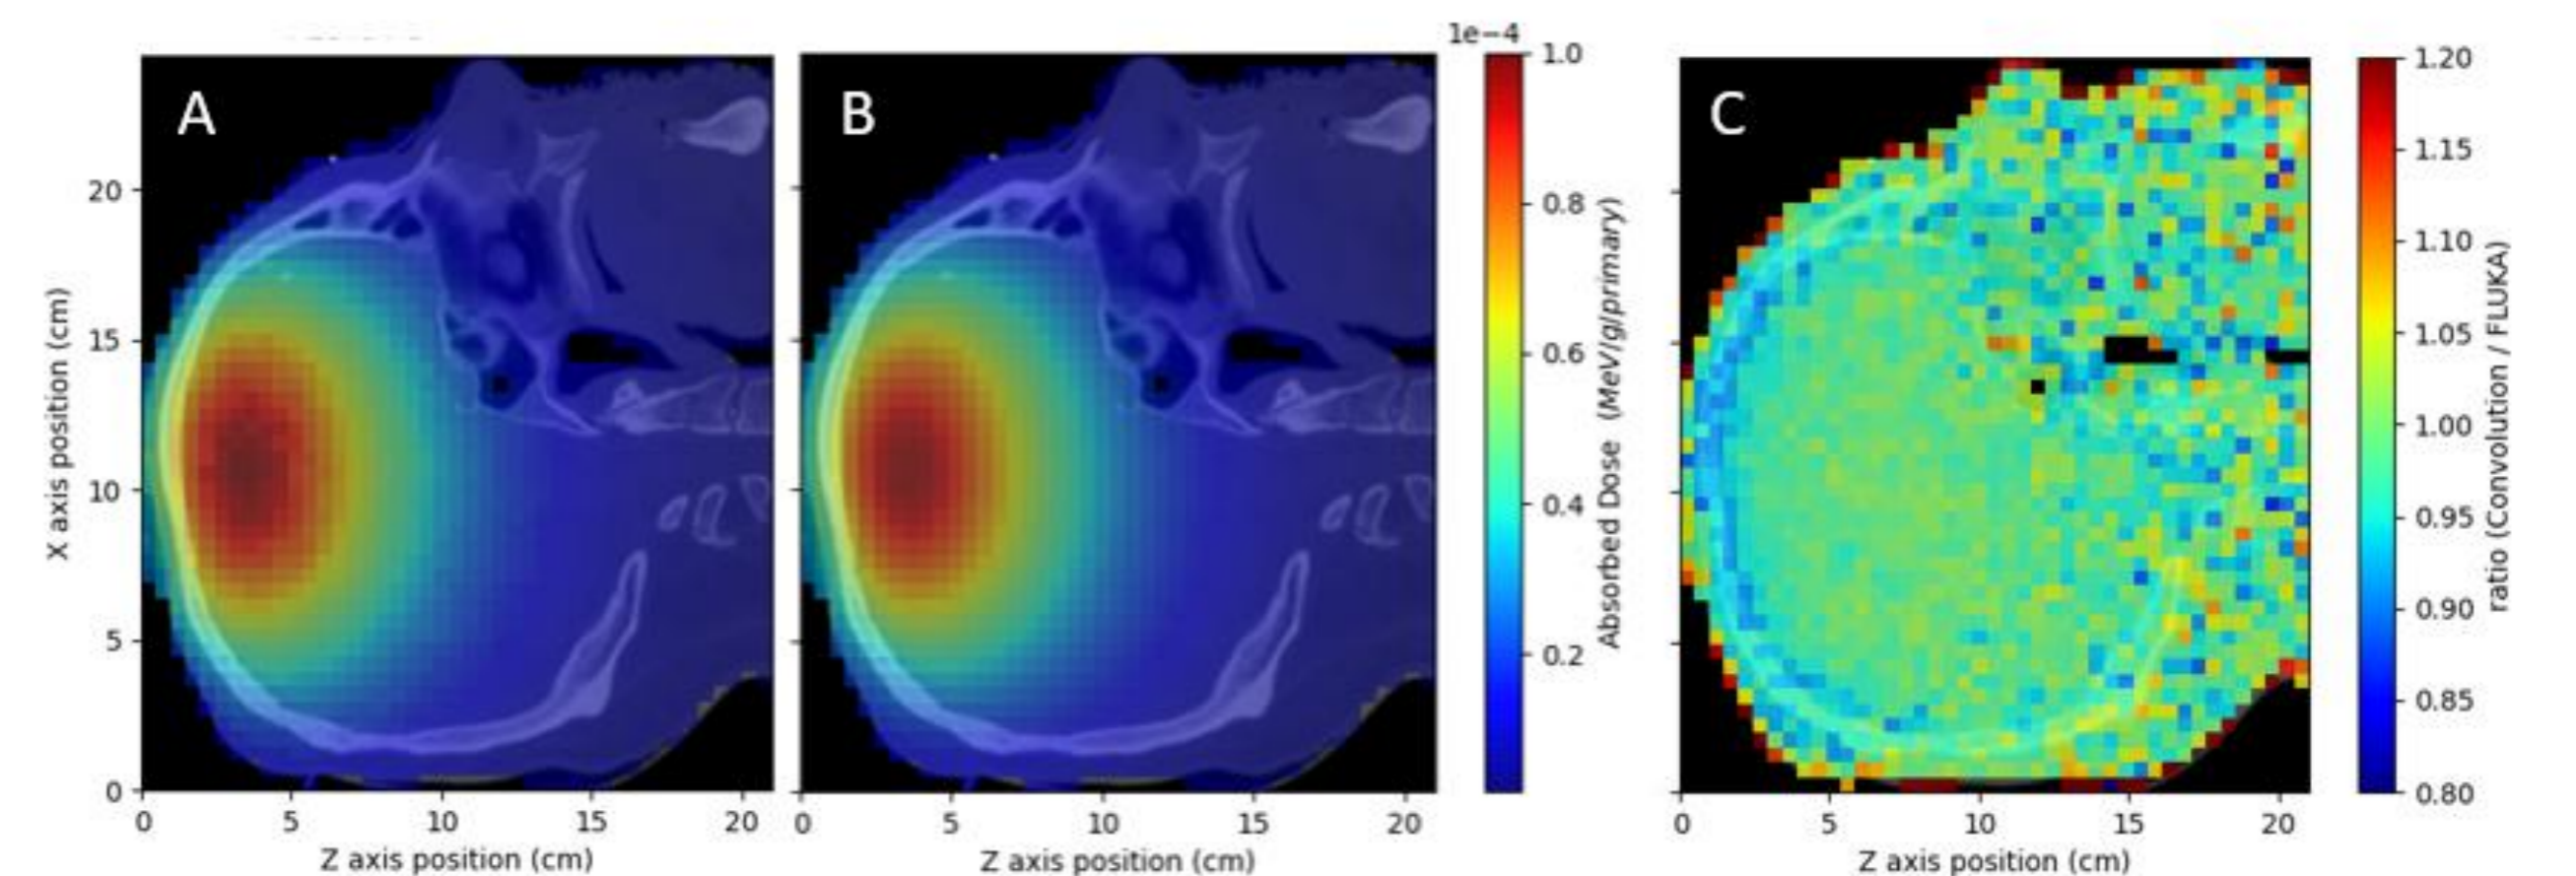 A
B
C
1e−4
1.0
0.8
0.6
0.4
0.2
Absorbed Dose (MeV/g/primary)
1.20
1.15
1.10
1.05
1.00
0.95
0.90
0.85
0.80
ratio (Convolution / FLUKA)
X axis position (cm)
20
15
10
5
0
0 5 10 15 20
0 5 10 15 20
0 5 10 15 20
Z axis position (cm)
Z axis position (cm)
Z axis position (cm)